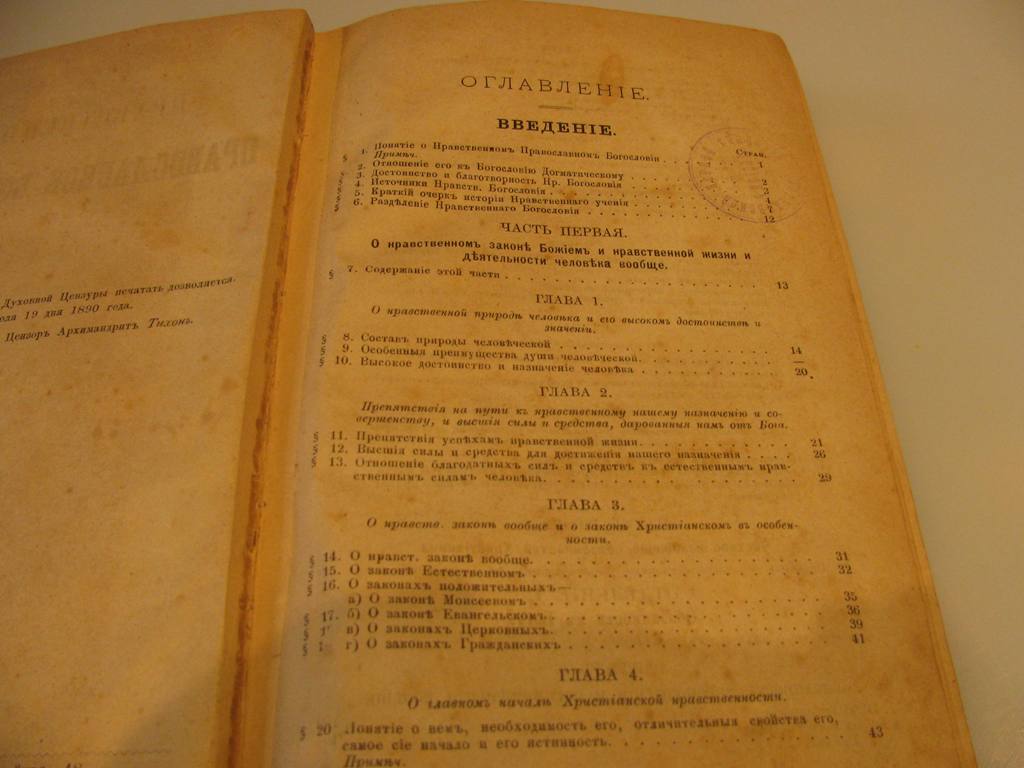 Духовной Цензуры печатать дозволяется.
19 дня 1890 года.
Цензоръ Архимандритъ Тихонъ.
ОГЛАВЛЕНІЕ.
ВВЕДЕНІЕ.
Стран.
§ 1. Понятіе о Нравственномъ Православномъ Богословіи . . . . . 1
Примѣч.
§ 2. Отношеніе его къ Богословію Догматическому . . . . . 2
§ 3. Достоинство и благотворность Нр. Богословія . . . . . 3
§ 4. Источники Нравств. Богословія . . . . . 4
§ 5. Краткій очеркъ исторіи Нравственнаго ученія . . . . . 7
§ 6. Раздѣленіе Нравственнаго Богословія . . . . . 12
ЧАСТЬ ПЕРВАЯ.
О нравственномъ законѣ Божіемъ и нравственной жизни и
дѣятельности человѣка вообще.
§ 7. Содержаніе этой части . . . . . 13
ГЛАВА 1.
О нравственной природѣ человѣка и его высокомъ достоинствѣ и
значеніи.
§ 8. Составъ природы человѣческой . . . . . 14
§ 9. Особенныя преимущества души человѣческой. . . . . —
§ 10. Высокое достоинство и назначеніе человѣка . . . . . 20
ГЛАВА 2.
Препятствія на пути къ нравственному нашему назначенію и со-
вершенству, и высшія силы и средства, дарованныя намъ отъ Бога.
§ 11. Препятствія успѣхамъ нравственной жизни. . . . . 21
§ 12. Высшія силы и средства для достиженія нашего назначенія . . . . 26
§ 13. Отношеніе благодатныхъ силъ и средствъ къ естественнымъ нрав-
ственнымъ силамъ человѣка. . . . . 29
ГЛАВА 3.
О нравств. законѣ вообще и о законѣ Христіанскомъ въ особен-
ности.
§ 14. О нравст. законѣ вообще. . . . . 31
§ 15. О законѣ Естественномъ . . . . . 32
§ 16. О законахъ положительныхъ—
а) О законѣ Моисеевомъ . . . . . 35
§ 17. б) О законѣ Евангельскомъ. . . . . 36
§ 1 в) О законахъ Церковныхъ. . . . . 39
§ 1 г) О законахъ Гражданскихъ . . . . . 41
ГЛАВА 4.
О главномъ началѣ Христіанской нравственности.
§ 20 Понятіе о немъ, необходимость его, отличительныя свойства его,
самое сіе начало и его истинность. . . . . 43
Примѣч.